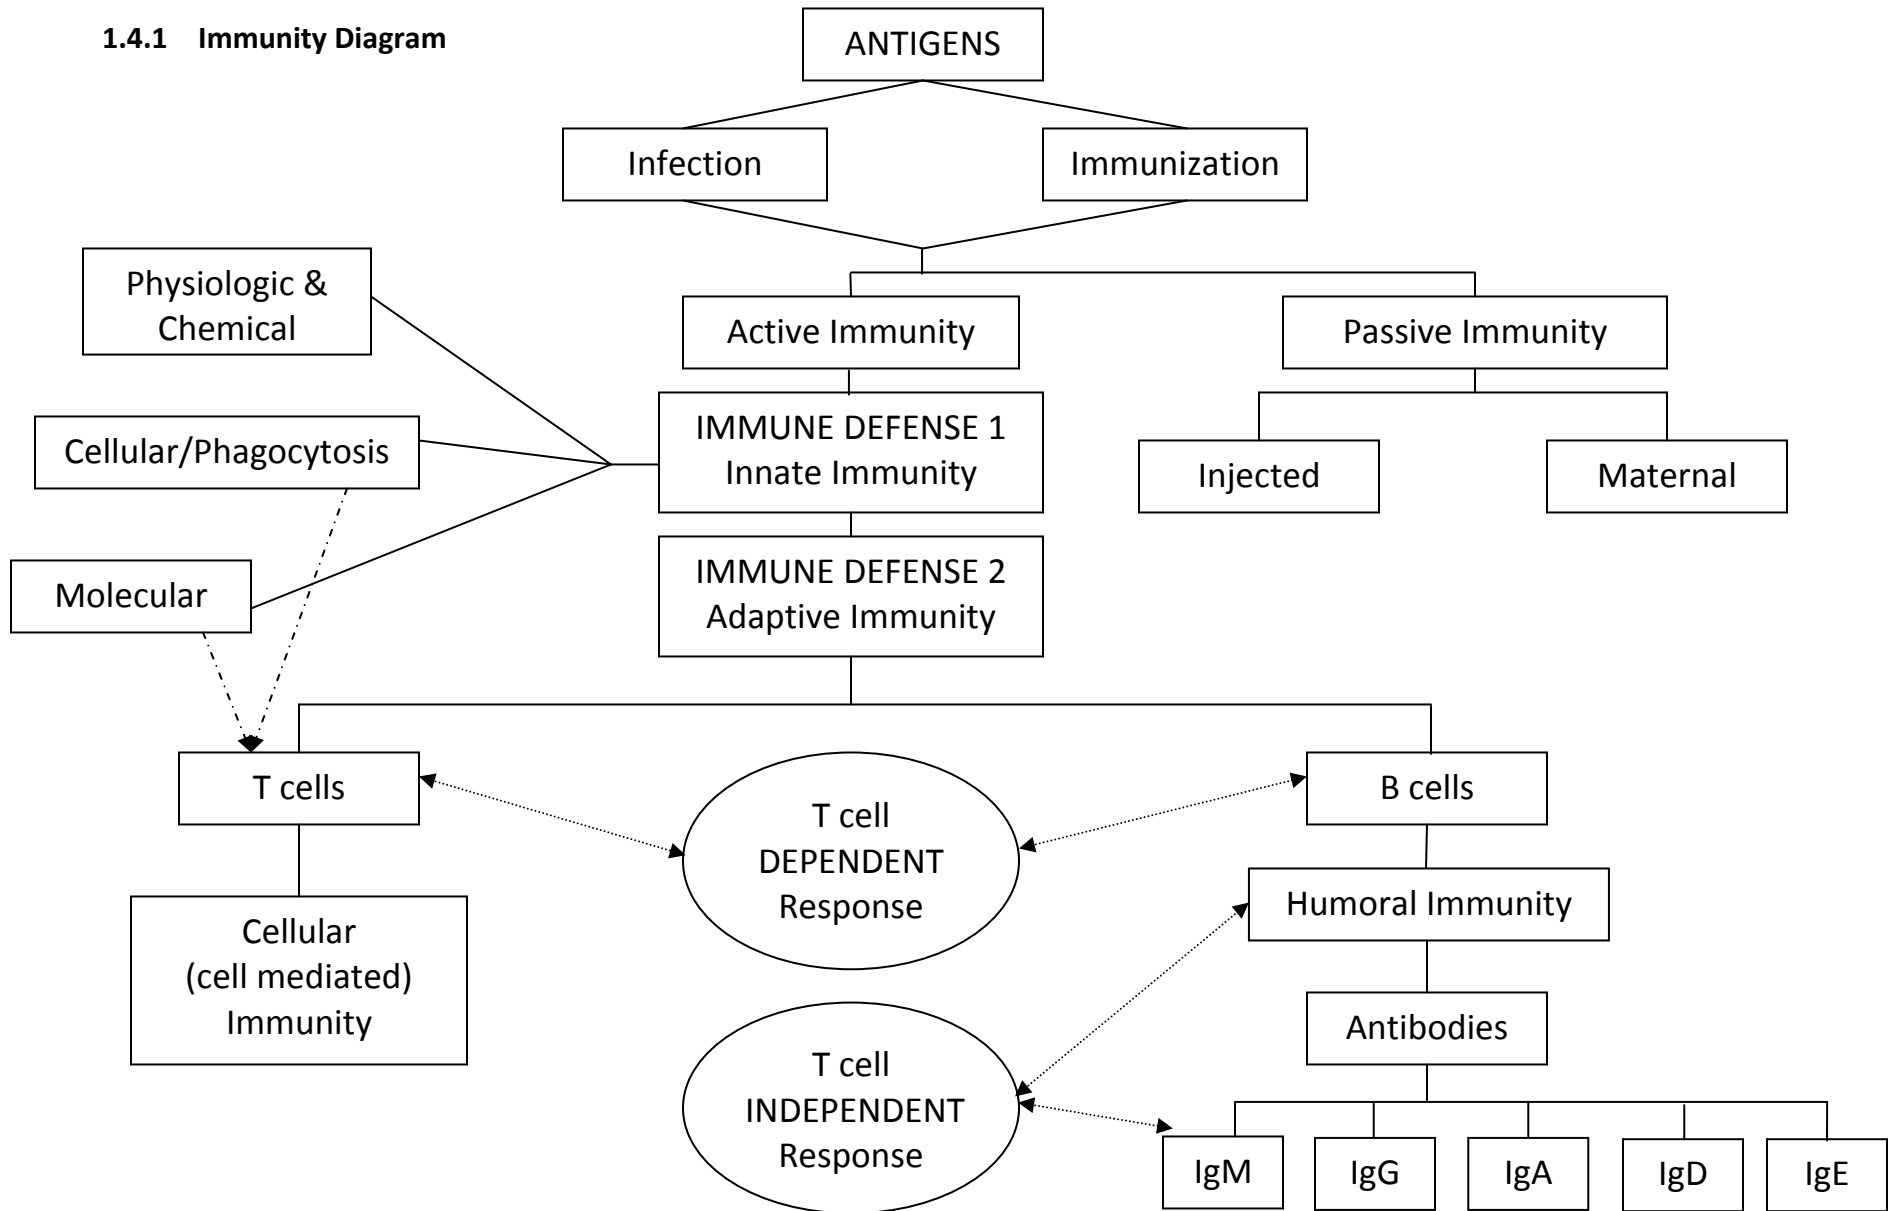 1.4.1 Immunity Diagram
ANTIGENS
Infection
Immunization
Physiologic &
Chemical
Active Immunity
Passive Immunity
Cellular/Phagocytosis
IMMUNE DEFENSE 1
Innate Immunity
Injected
Maternal
Molecular
IMMUNE DEFENSE 2
Adaptive Immunity
T cells
T cell
DEPENDENT
Response
B cells
Humoral Immunity
Cellular
(cell mediated)
Immunity
Antibodies
T cell
INDEPENDENT
Response
IgM
IgG
IgA
IgD
IgE